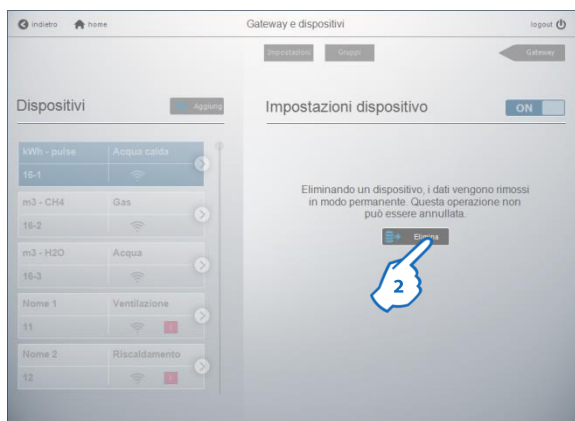 indietro home Gateway e dispositivi logout
Impostazioni Gruppi Gateway
Dispositivi Aggiung
Impostazioni dispositivo ON
kWh - pulse Acqua calda
16-1
m3 - CH4 Gas
16-2
m3 - H2O Acqua
16-3
Nome 1 Ventilazione
11
Nome 2 Riscaldamento
12
Eliminando un dispositivo, i dati vengono rimossi
in modo permanente. Questa operazione non
può essere annullata.
Elimina
2